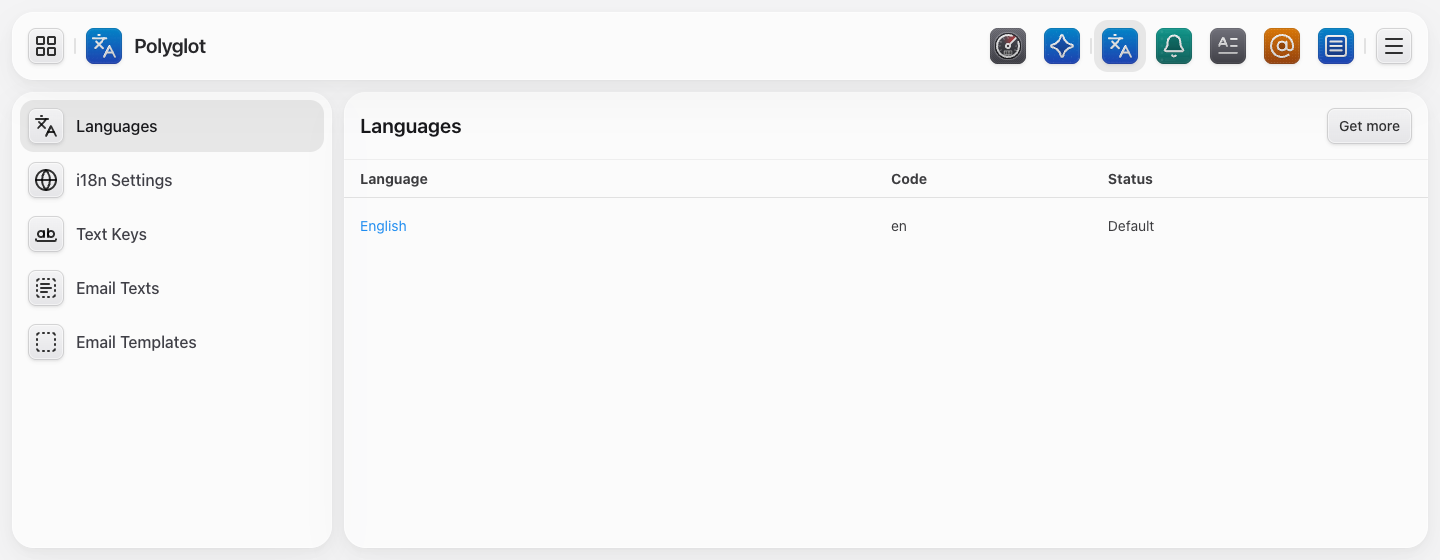 Polyglot
Languages
i18n Settings
Text Keys
Email Texts
Email Templates
Languages
Get more
Language Code Status
English en Default